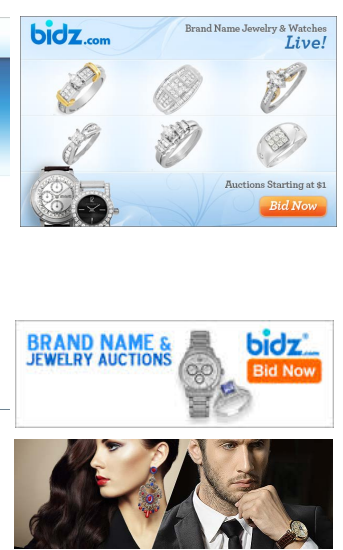 bidz.com
Brand Name Jewelry & Watches
Live!
Auctions Starting at $1
Bid Now
BRAND NAME &
JEWELRY AUCTIONS
bidz.com
Bid Now